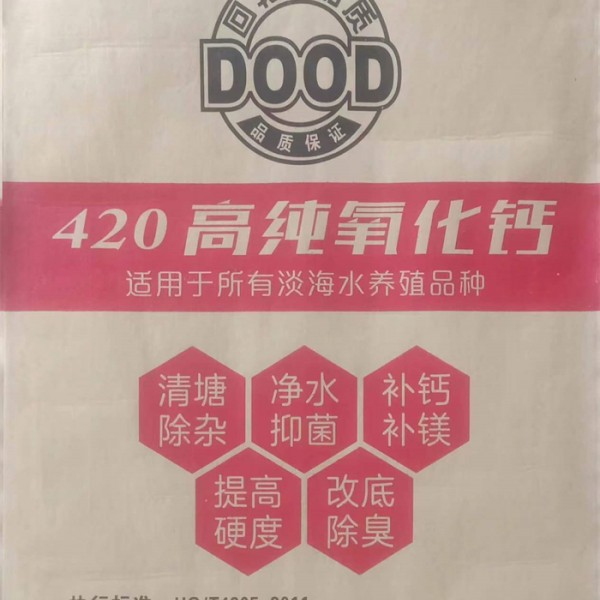 DOOD
品质保证
420 高纯氧化钙
适用于所有淡海水养殖品种
清塘
除杂
净水
抑菌
补钙
补镁
提高
硬度
改底
除臭